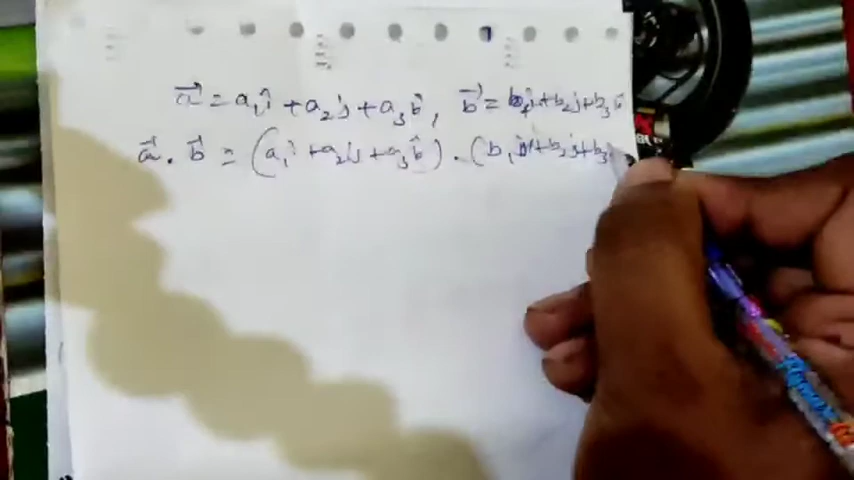 a⃗ = a₁î + a₂ĵ + a₃k̂, b⃗ = b₁î + b₂ĵ + b₃k̂
a⃗ . b⃗ = (a₁î + a₂ĵ + a₃k̂) . (b₁î + b₂ĵ + b₃